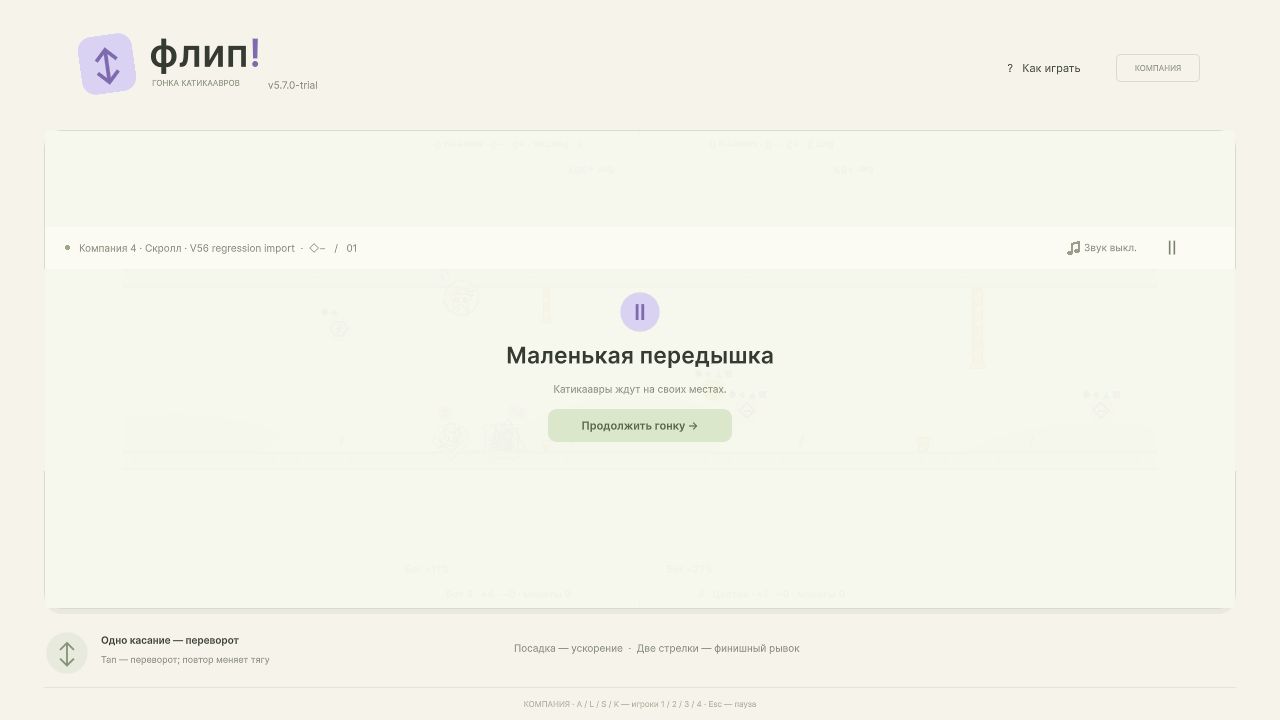 флип!
ГОНКА КАТИКААВРОВ
v5.7.0-trial
? Как играть
КОМПАНИЯ
Компания 4 · Скролл · V56 regression import · ◇– / 01
Звук выкл.
Маленькая передышка
Катикаавры ждут на своих местах.
Продолжить гонку →
Одно касание — переворот
Тап — переворот; повтор меняет тягу
Посадка — ускорение · Две стрелки — финишный рывок
КОМПАНИЯ · A / L / S / K — игроки 1 / 2 / 3 / 4 · Esc — пауза